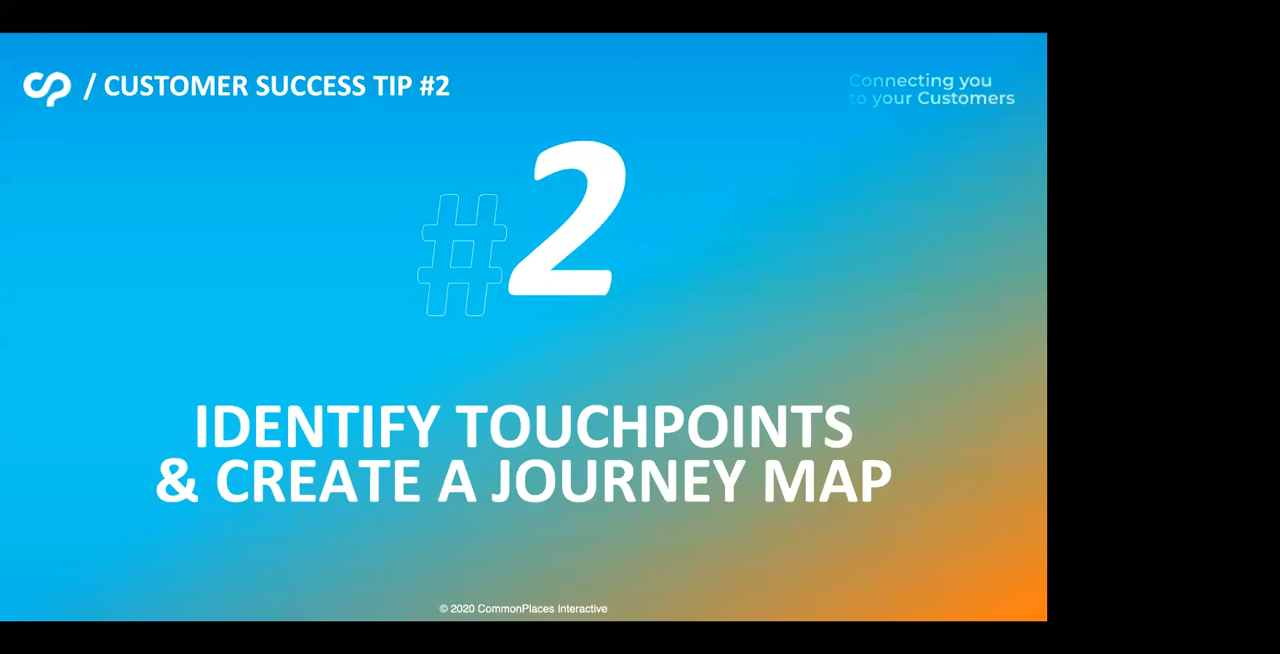 / CUSTOMER SUCCESS TIP #2
Connecting you
to your Customers
#2
IDENTIFY TOUCHPOINTS
& CREATE A JOURNEY MAP
© 2020 CommonPlaces Interactive